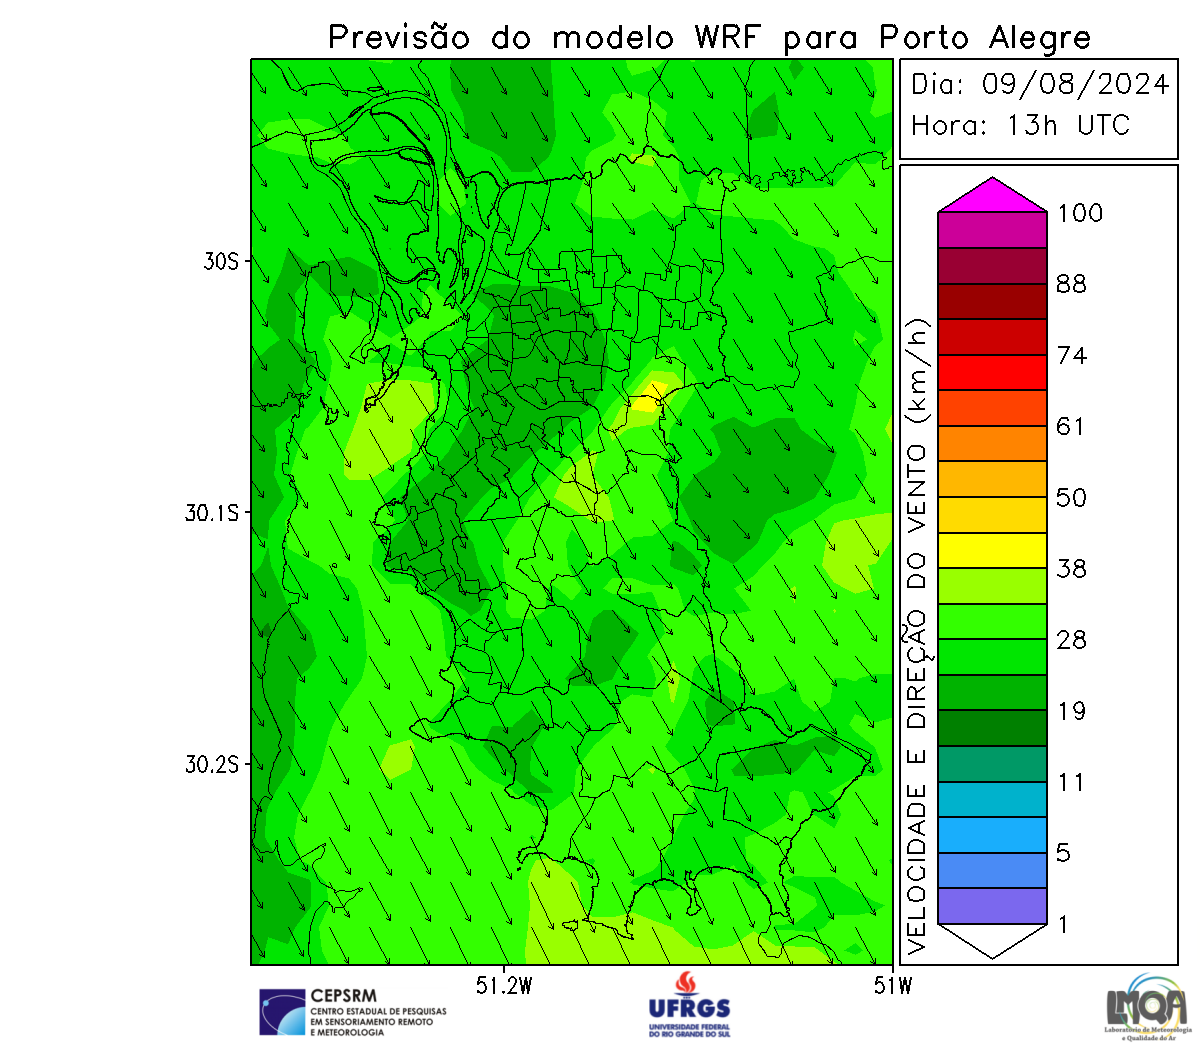 Previsão do modelo WRF para Porto Alegre
Dia: 09/08/2024
Hora: 13h UTC
30S
30.1S
30.2S
51.2W
51W
VELOCIDADE E DIREÇÃO DO VENTO (km/h)
100
88
74
61
50
38
28
19
11
5
1
CEPSRM
CENTRO ESTADUAL DE PESQUISAS
EM SENSORIAMENTO REMOTO
E METEOROLOGIA
UFRGS
UNIVERSIDADE FEDERAL
DO RIO GRANDE DO SUL
LMQA
Laboratório de Meteorologia
e Qualidade do Ar